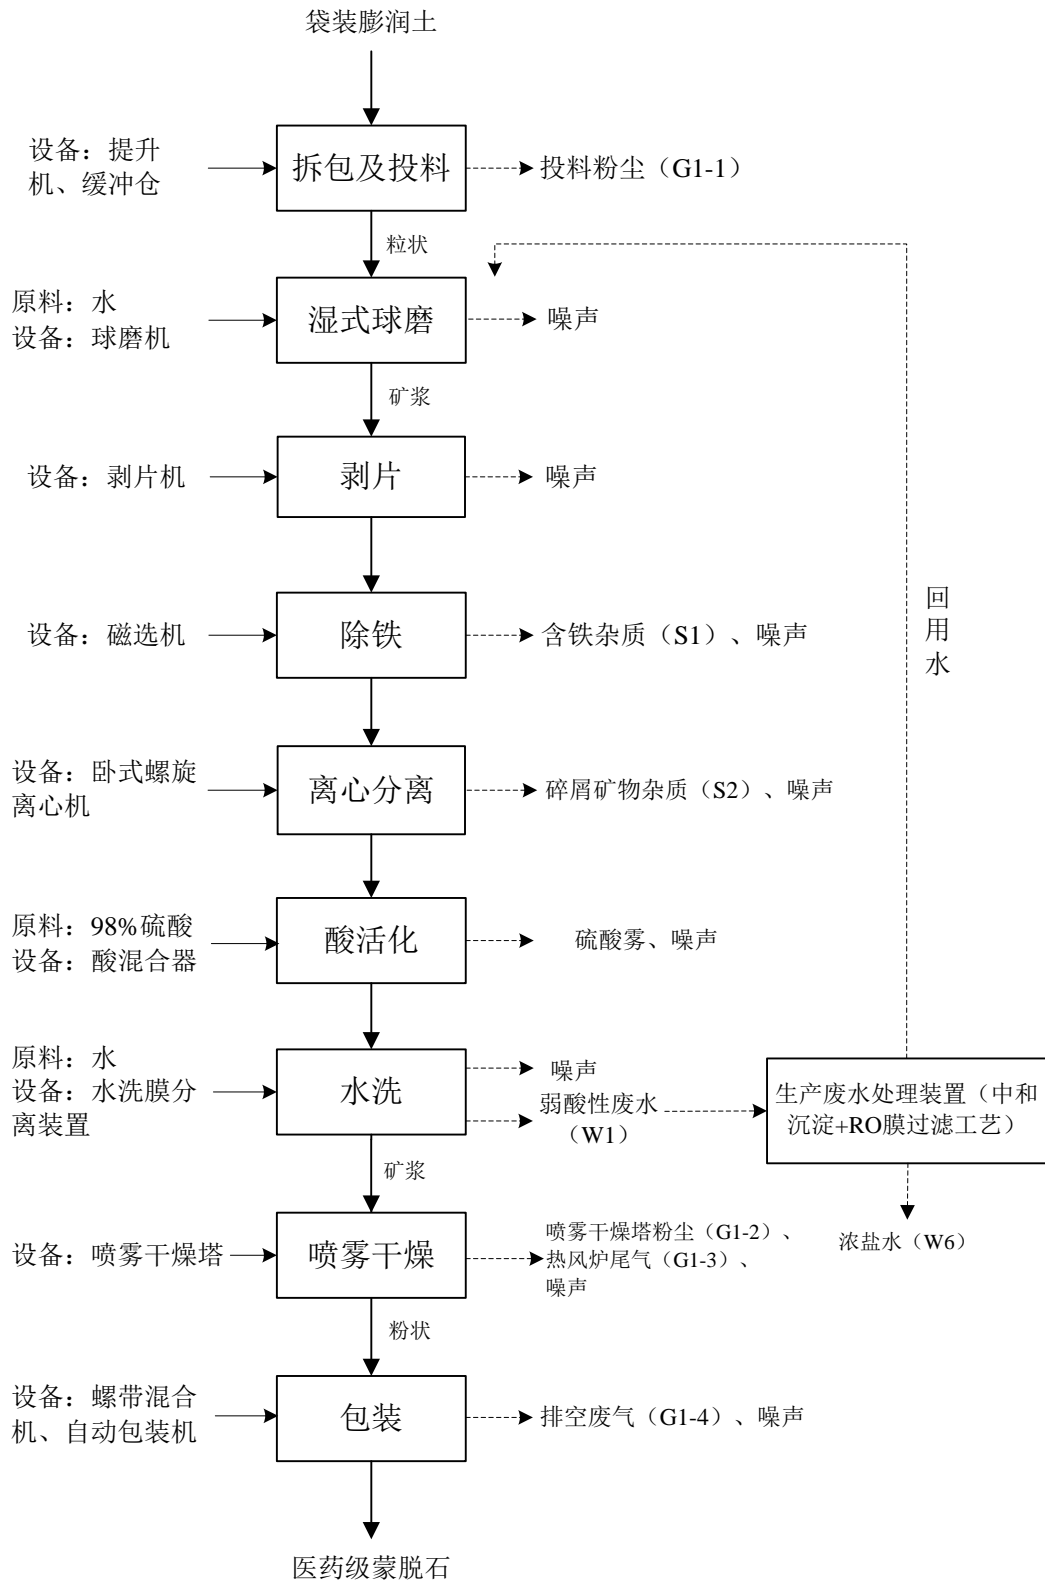 袋装膨润土
设备：提升
机、缓冲仓
拆包及投料
投料粉尘（G1-1）
粒状
原料：水
设备：球磨机
湿式球磨
噪声
矿浆
设备：剥片机
剥片
噪声
回
用
水
设备：磁选机
除铁
含铁杂质（S1）、噪声
设备：卧式螺旋
离心机
离心分离
碎屑矿物杂质（S2）、噪声
原料：98%硫酸
设备：酸混合器
酸活化
硫酸雾、噪声
原料：水
设备：水洗膜分
离装置
水洗
噪声
弱酸性废水
（W1）
生产废水处理装置（中和
沉淀+RO膜过滤工艺）
矿浆
设备：喷雾干燥塔
喷雾干燥
喷雾干燥塔粉尘（G1-2）、
热风炉尾气（G1-3）、
噪声
浓盐水（W6）
粉状
设备：螺带混合
机、自动包装机
包装
排空废气（G1-4）、噪声
医药级蒙脱石